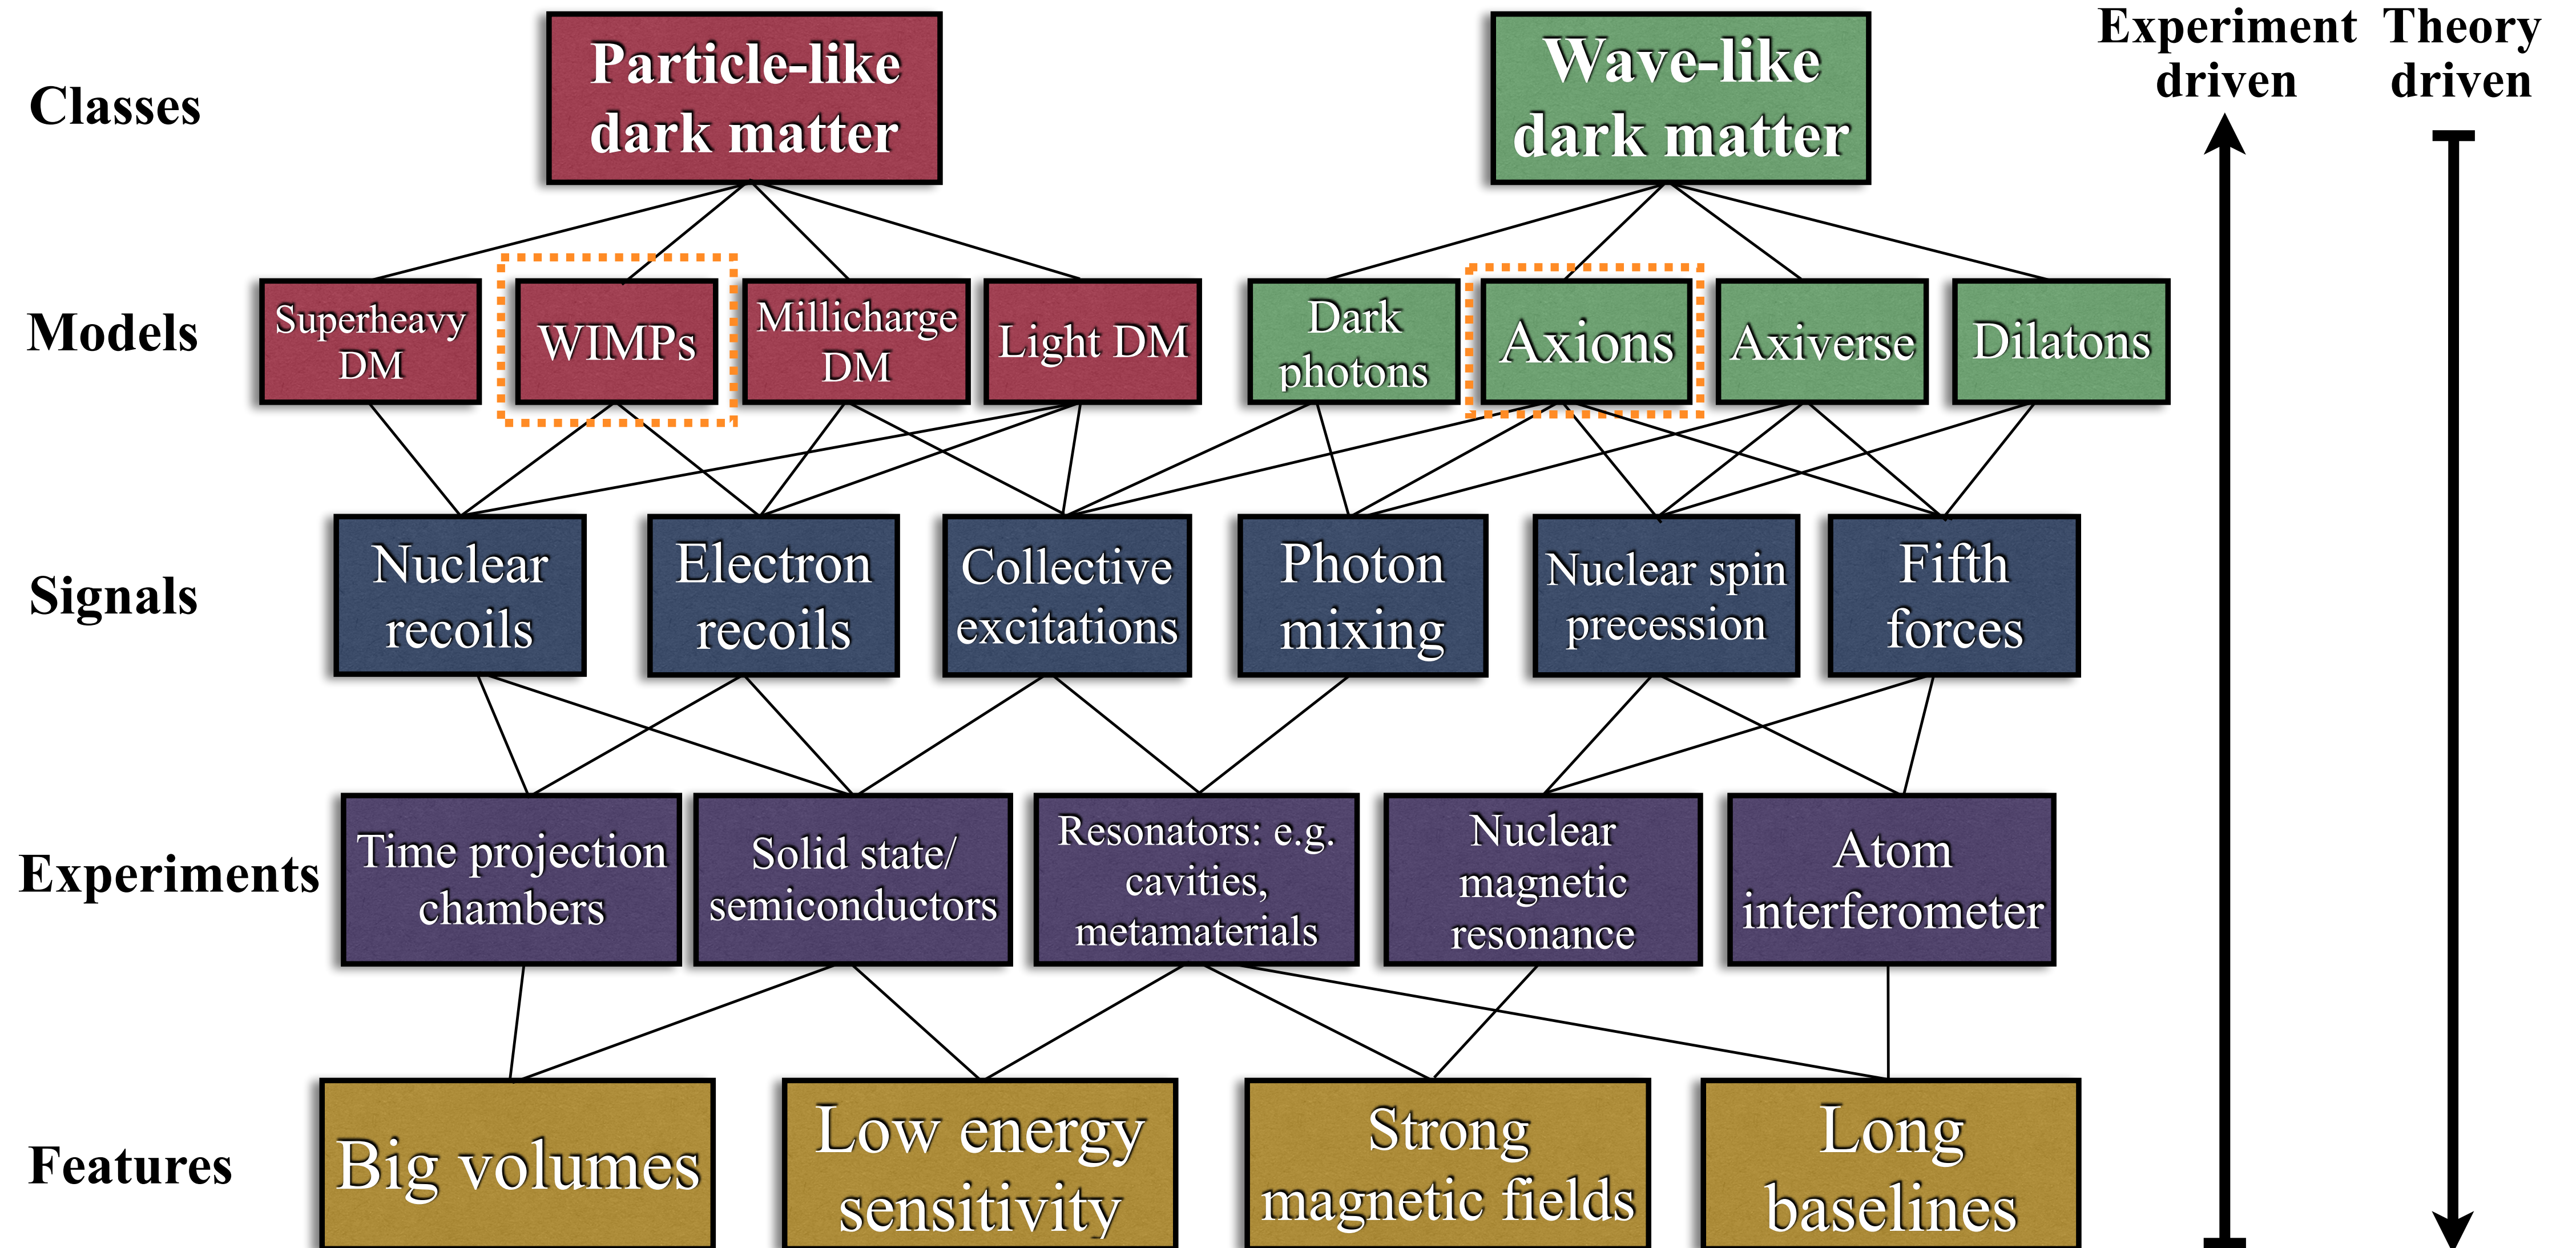 Experiment
driven
Theory
driven
Classes
Particle-like
dark matter
Wave-like
dark matter
Models
Superheavy
DM
WIMPs
Millicharge
DM
Light DM
Dark
photons
Axions
Axiverse
Dilatons
Signals
Nuclear
recoils
Electron
recoils
Collective
excitations
Photon
mixing
Nuclear spin
precession
Fifth
forces
Experiments
Time projection
chambers
Solid state/
semiconductors
Resonators: e.g.
cavities,
metamaterials
Nuclear
magnetic
resonance
Atom
interferometer
Features
Big volumes
Low energy
sensitivity
Strong
magnetic fields
Long
baselines